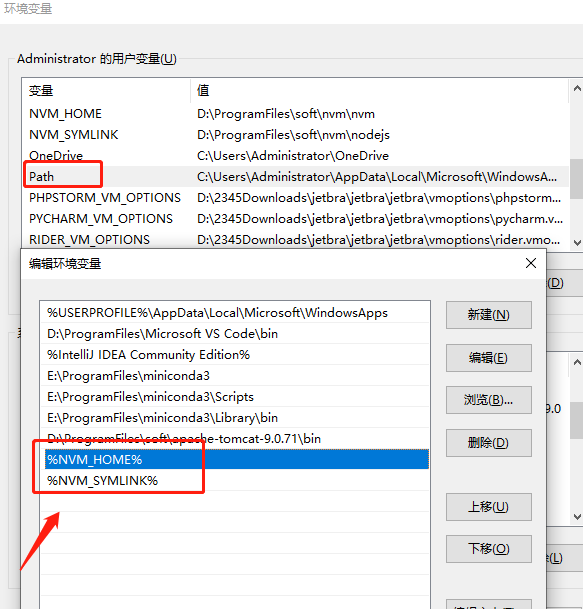 环境变量
Administrator 的用户变量(U)
变量 值
NVM_HOME D:\ProgramFiles\soft\nvm\nvm
NVM_SYMLINK D:\ProgramFiles\soft\nvm\nodejs
OneDrive C:\Users\Administrator\OneDrive
Path C:\Users\Administrator\AppData\Local\Microsoft\WindowsA...
PHPSTORM_VM_OPTIONS D:\2345Downloads\jetbra\jetbra\vmoptions\phpstorm...
PYCHARM_VM_OPTIONS D:\2345Downloads\jetbra\jetbra\vmoptions\pycharm.v...
RIDER_VM_OPTIONS D:\2345Downloads\jetbra\jetbra\vmoptions\rider.vmo...
编辑环境变量
(D)
%USERPROFILE%\AppData\Local\Microsoft\WindowsApps
新建(N)
D:\ProgramFiles\Microsoft VS Code\bin
%IntelliJ IDEA Community Edition%
编辑(E)
E:\ProgramFiles\miniconda3
E:\ProgramFiles\miniconda3\Scripts
浏览(B)...
9.0
E:\ProgramFiles\miniconda3\Library\bin
D:\ProgramFiles\soft\apache-tomcat-9.0.71\bin
删除(D)
%NVM_HOME%
%NVM_SYMLINK%
上移(U)
下移(O)
(L)